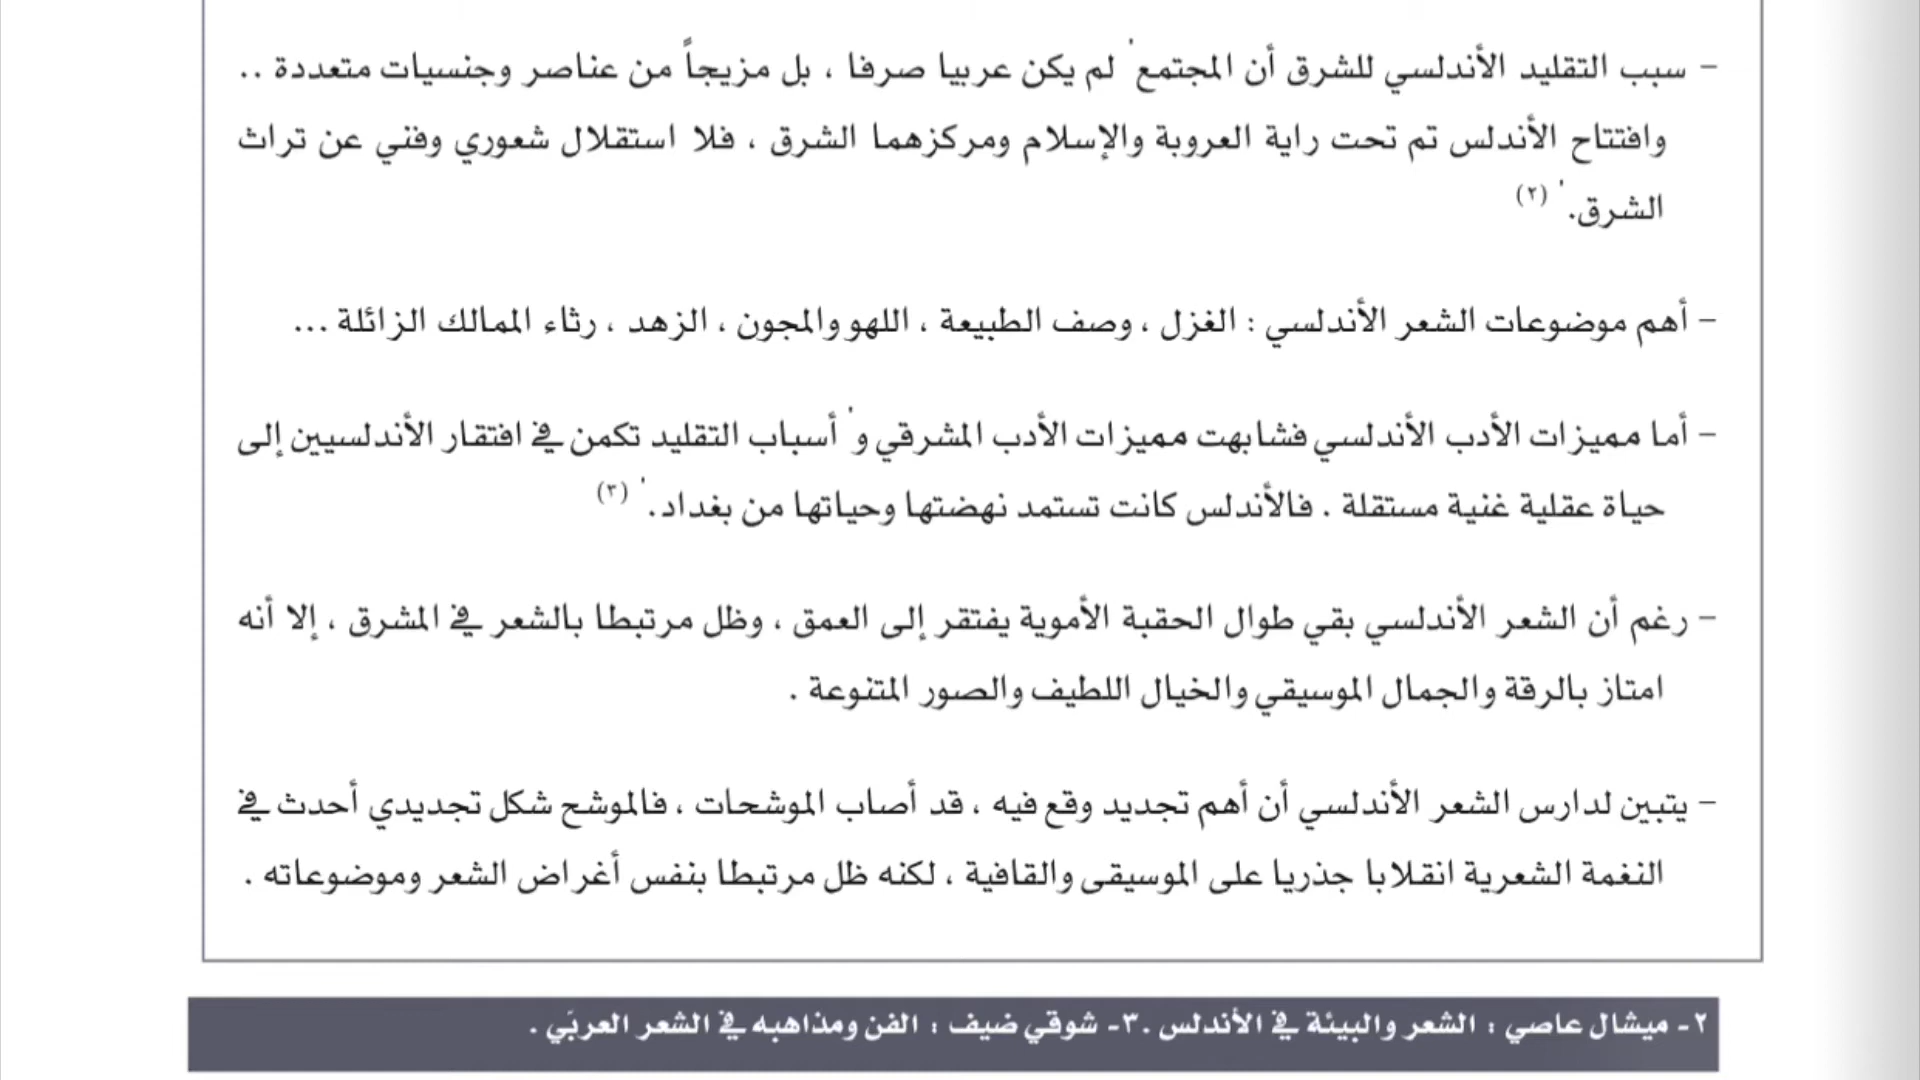 - سبب التقليد الأندلسي للشرق أن المجتمع ' لم يكن عربيا صرفا ، بل مزيجاً من عناصر وجنسيات متعددة ..
وافتتاح الأندلس تم تحت راية العروبة والإسلام ومركزهما الشرق ، فلا استقلال شعوري وفني عن تراث
الشرق. ' (٢)
- أهم موضوعات الشعر الأندلسي : الغزل ، وصف الطبيعة ، اللهو والمجون ، الزهد ، رثاء الممالك الزائلة ...
- أما مميزات الأدب الأندلسي فشابهت مميزات الأدب المشرقي و ' أسباب التقليد تكمن في افتقار الأندلسيين إلى
حياة عقلية غنية مستقلة . فالأندلس كانت تستمد نهضتها وحياتها من بغداد. ' (٣)
- رغم أن الشعر الأندلسي بقي طوال الحقبة الأموية يفتقر إلى العمق ، وظل مرتبطا بالشعر في المشرق ، إلا أنه
امتاز بالرقة والجمال الموسيقي والخيال اللطيف والصور المتنوعة .
- يتبين لدارس الشعر الأندلسي أن أهم تجديد وقع فيه ، قد أصاب الموشحات ، فالموشح شكل تجديدي أحدث في
النغمة الشعرية انقلابا جذريا على الموسيقى والقافية ، لكنه ظل مرتبطا بنفس أغراض الشعر وموضوعاته .
٢- ميشال عاصي : الشعر والبيئة في الأندلس .٣- شوقي ضيف : الفن ومذاهبه في الشعر العربَي .